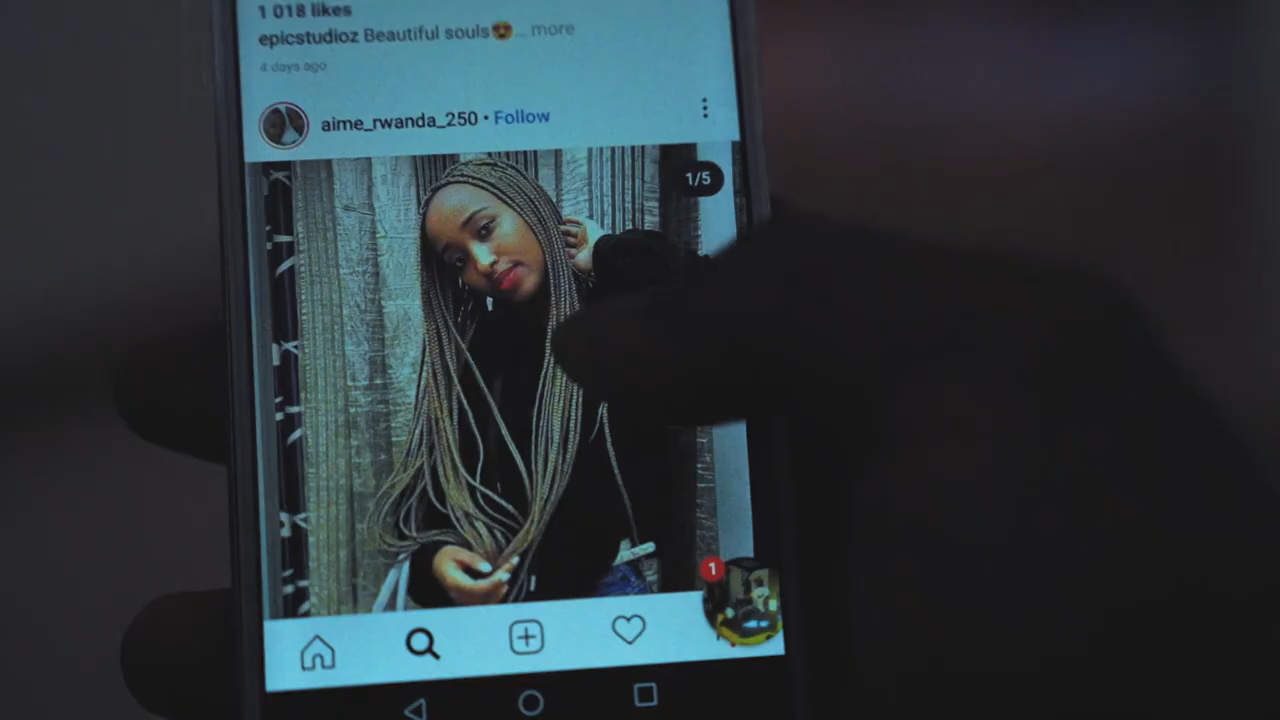 1 018 likes
epicstudioz Beautiful souls😍... more
4 days ago
aime_rwanda_250 • Follow
1/5
1